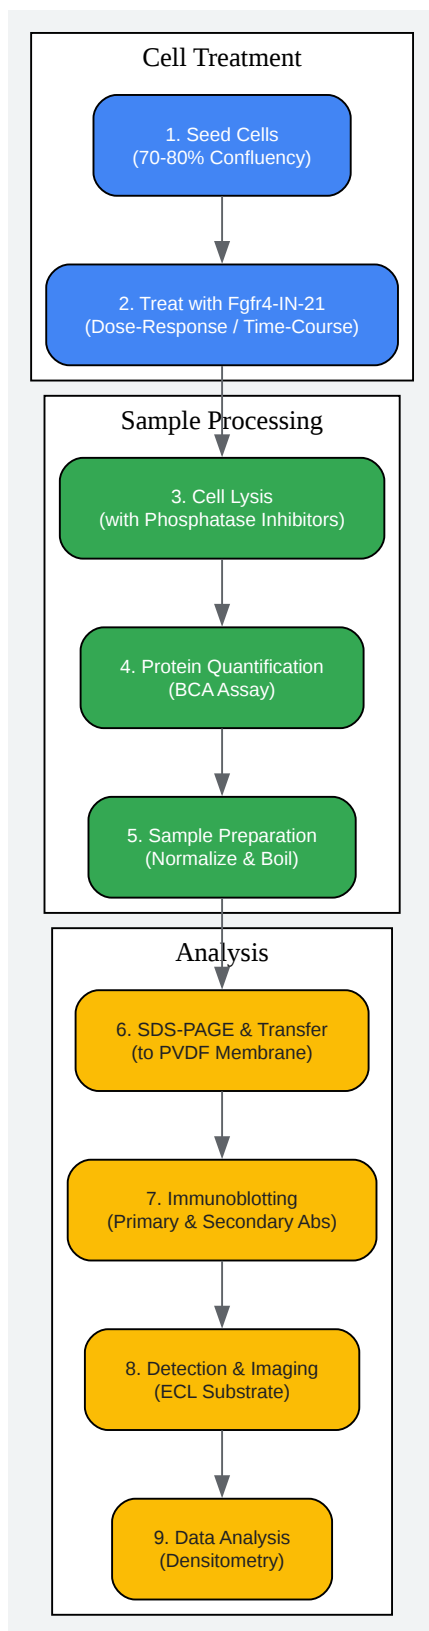 Cell Treatment
1. Seed Cells
(70-80% Confluency)
2. Treat with Fgfr4-IN-21
(Dose-Response / Time-Course)
Sample Processing
3. Cell Lysis
(with Phosphatase Inhibitors)
4. Protein Quantification
(BCA Assay)
5. Sample Preparation
(Normalize & Boil)
Analysis
6. SDS-PAGE & Transfer
(to PVDF Membrane)
7. Immunoblotting
(Primary & Secondary Abs)
8. Detection & Imaging
(ECL Substrate)
9. Data Analysis
(Densitometry)